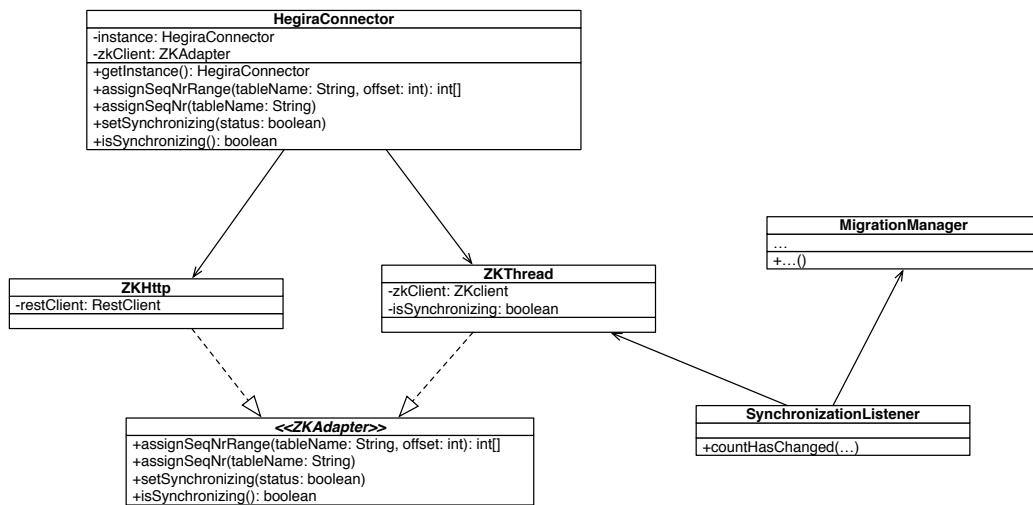 HegiraConnector
-instance: HegiraConnector
-zkClient: ZKAdapter
+getInstance(): HegiraConnector
+assignSeqNrRange(tableName: String, offset: int): int[]
+assignSeqNr(tableName: String)
+setSynchronizing(status: boolean)
+isSynchronizing(): boolean
MigrationManager
...
+...()
ZKHttp
-restClient: RestClient
ZKThread
-zkClient: ZKclient
-isSynchronizing: boolean
<<ZKAdapter>>
+assignSeqNrRange(tableName: String, offset: int): int[]
+assignSeqNr(tableName: String)
+setSynchronizing(status: boolean)
+isSynchronizing(): boolean
SynchronizationListener
+countHasChanged(...)